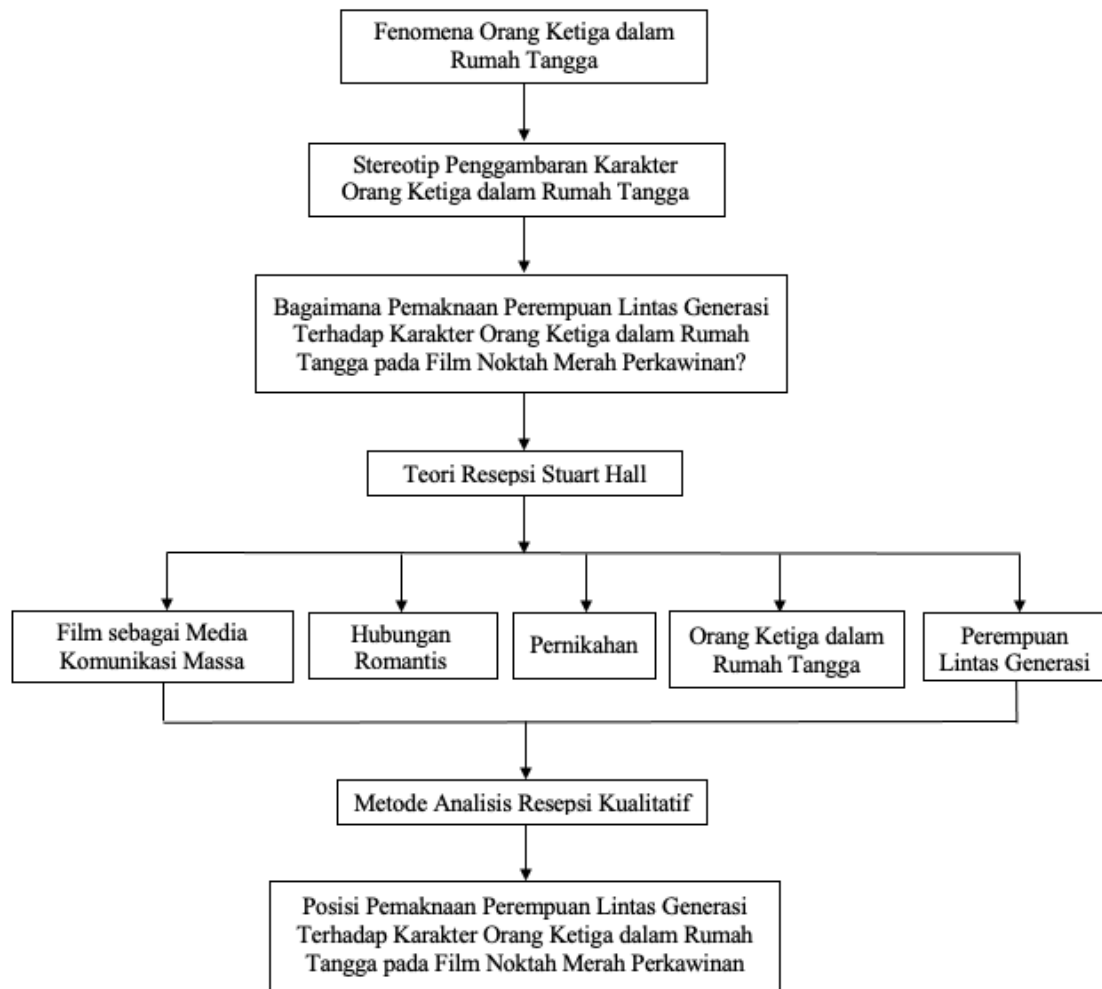 Fenomena Orang Ketiga dalam
Rumah Tangga
Stereotip Penggambaran Karakter
Orang Ketiga dalam Rumah Tangga
Bagaimana Pemaknaan Perempuan Lintas Generasi
Terhadap Karakter Orang Ketiga dalam Rumah
Tangga pada Film Noktah Merah Perkawinan?
Teori Resepsi Stuart Hall
Film sebagai Media
Komunikasi Massa
Hubungan
Romantis
Pernikahan
Orang Ketiga dalam
Rumah Tangga
Perempuan
Lintas Generasi
Metode Analisis Resepsi Kualitatif
Posisi Pemaknaan Perempuan Lintas Generasi
Terhadap Karakter Orang Ketiga dalam Rumah
Tangga pada Film Noktah Merah Perkawinan